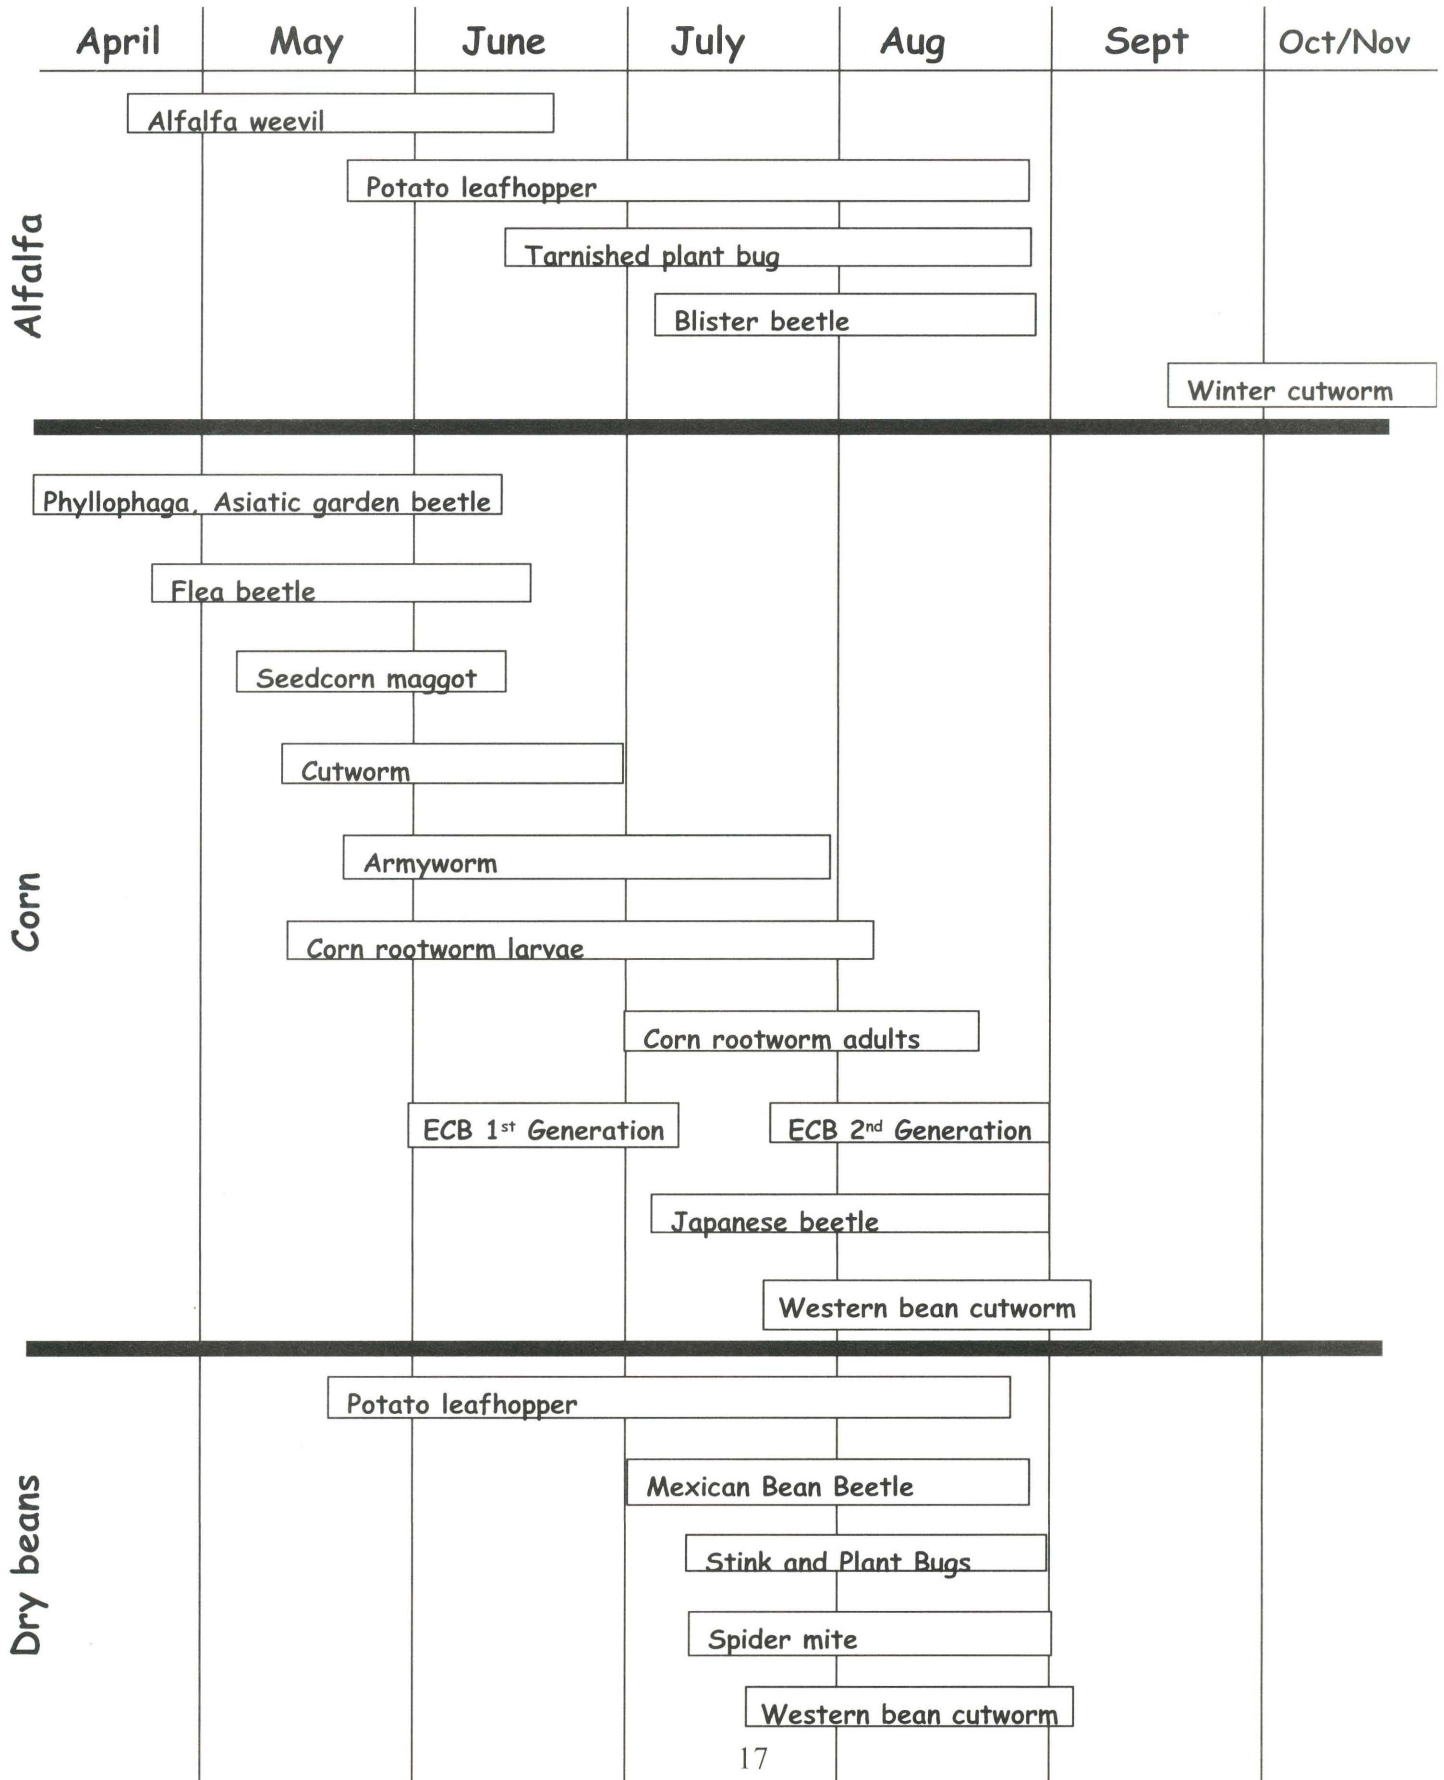 April May June July Aug Sept Oct/Nov
Alfalfa
Alfalfa weevil
Potato leafhopper
Tarnished plant bug
Blister beetle
Winter cutworm
Corn
Phyllophaga, Asiatic garden beetle
Flea beetle
Seedcorn maggot
Cutworm
Armyworm
Corn rootworm larvae
Corn rootworm adults
ECB 1st Generation ECB 2nd Generation
Japanese beetle
Western bean cutworm
Dry beans
Potato leafhopper
Mexican Bean Beetle
Stink and Plant Bugs
Spider mite
Western bean cutworm
17